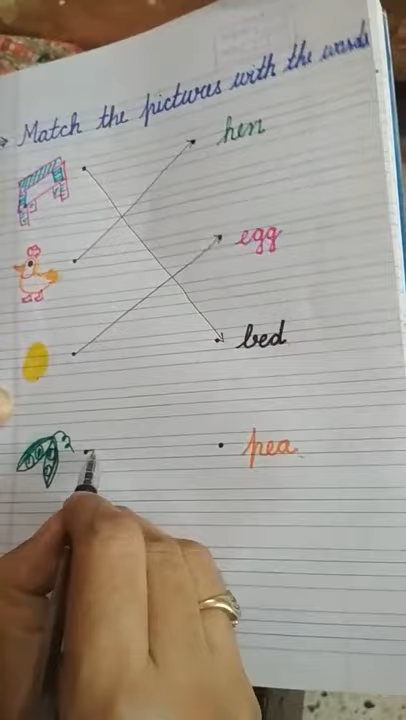 Match the pictures with the words
hen
egg
bed
pea